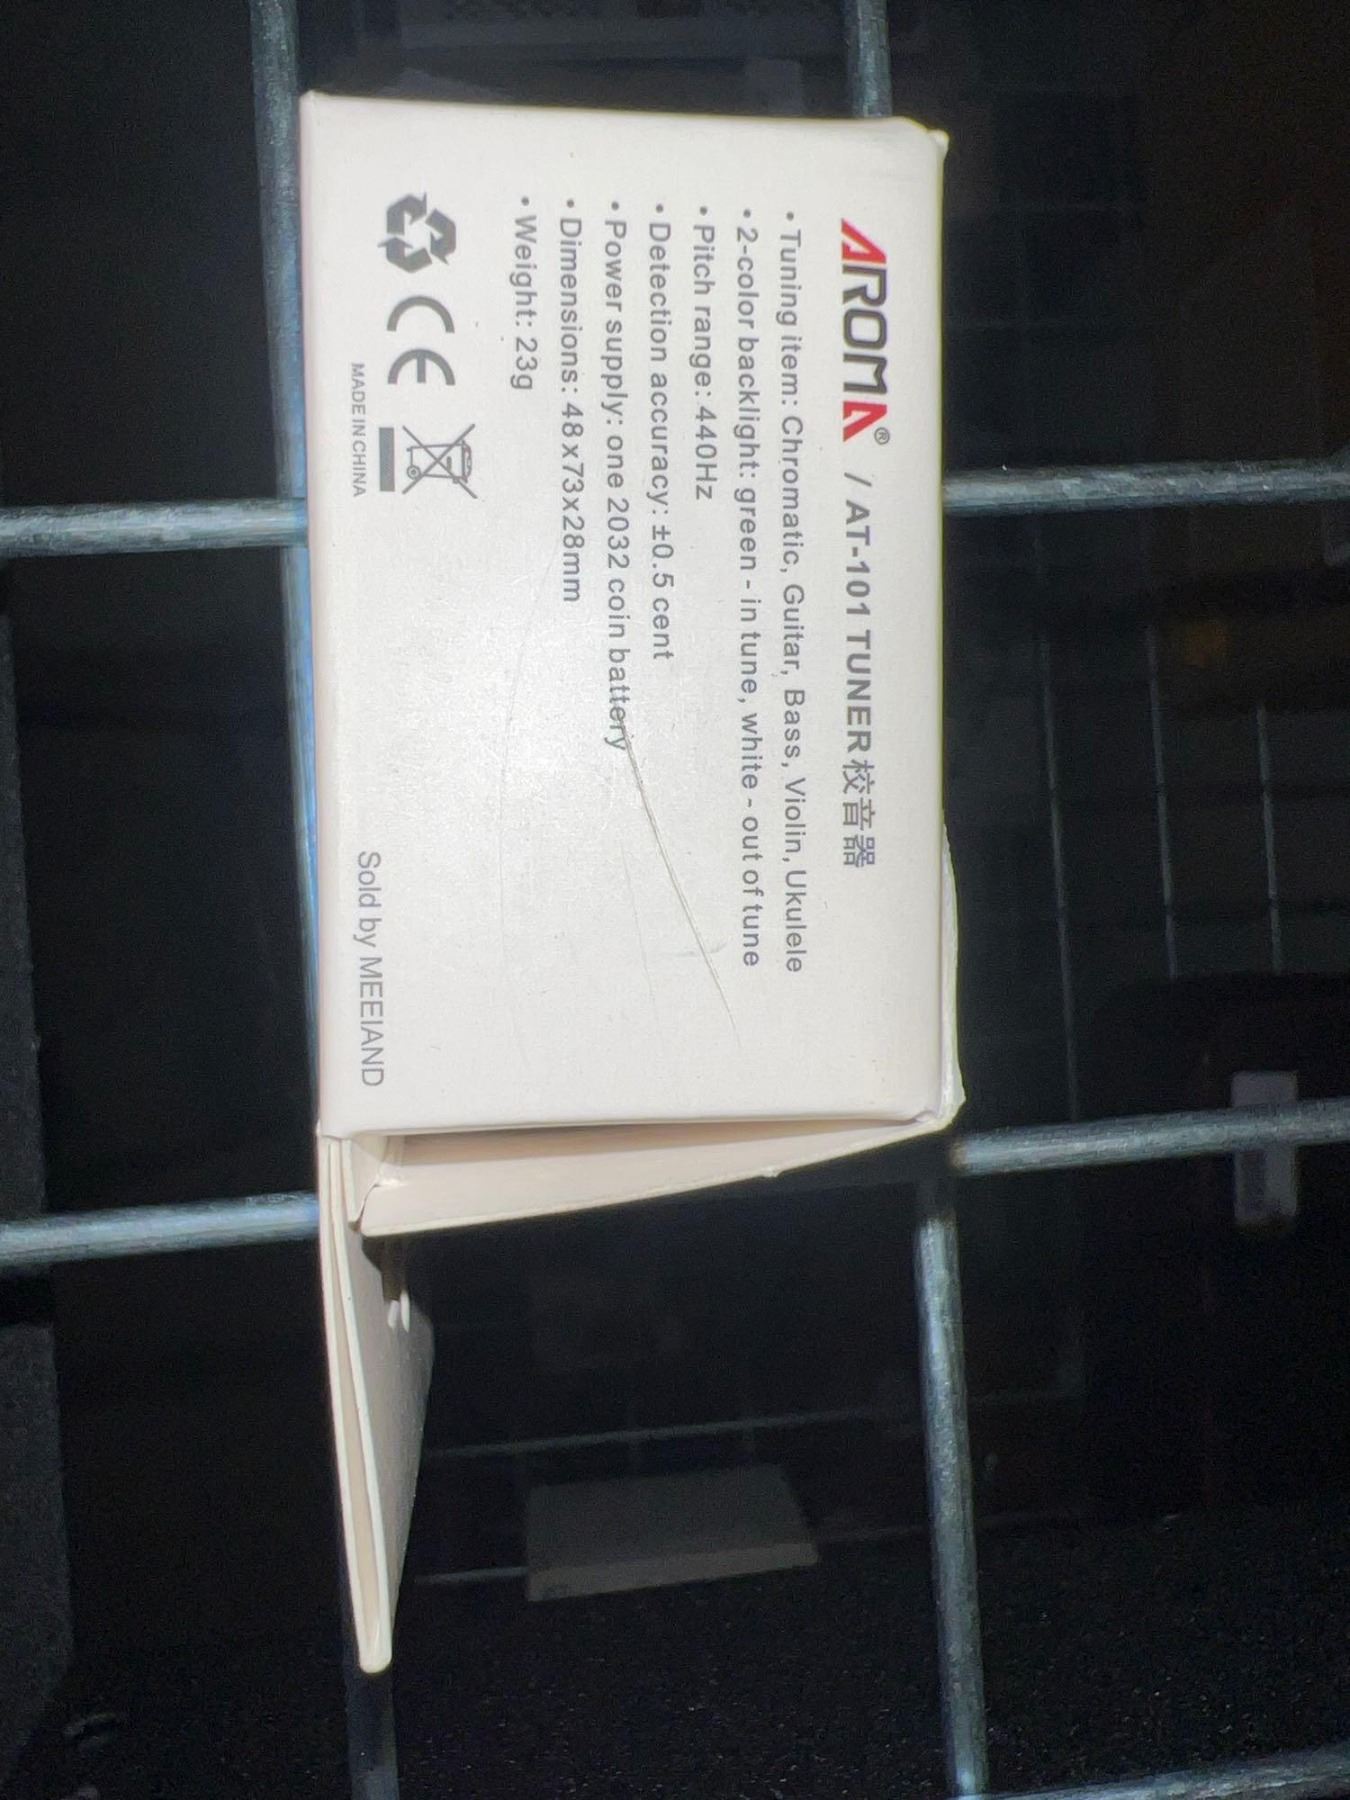 AROMA® / AT-101 TUNER 校音器
• Tuning item: Chromatic, Guitar, Bass, Violin, Ukulele
• 2-color backlight: green - in tune, white - out of tune
• Pitch range: 440Hz
• Detection accuracy: ±0.5 cent
• Power supply: one 2032 coin battery
• Dimensions: 48x73x28mm
• Weight: 23g
CE
MADE IN CHINA
Sold by MEEIAND